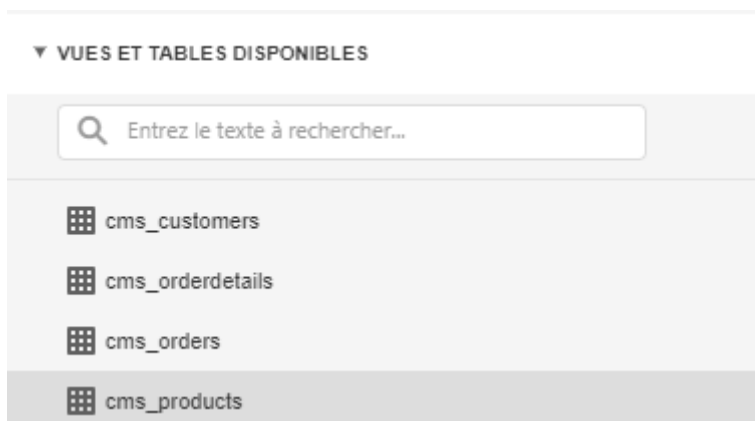 VUES ET TABLES DISPONIBLES
Entrez le texte à rechercher...
cms_customers
cms_orderdetails
cms_orders
cms_products